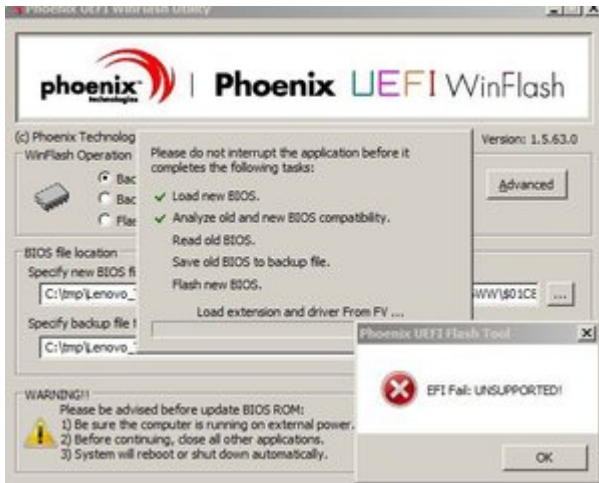 Phoenix UEFI WinFlash Utility
phoenix technologies | Phoenix UEFI WinFlash
(c) Phoenix Technolog
Version: 1.5.63.0
WinFlash Operation
Bac
Bac
Flas
Advanced
Please do not interrupt the application before it
completes the following tasks:
Load new BIOS.
Analyze old and new BIOS compatibility.
Read old BIOS.
Save old BIOS to backup file.
Flash new BIOS.
Load extension and driver From FV ...
BIOS file location
Specify new BIOS fi
C:\tmp\Lenovo_
WW\$01CE
...
Specify backup file
C:\tmp\Lenovo_
Phoenix UEFI Flash Tool
EFI Fail: UNSUPPORTED!
OK
WARNING!!
Please be advised before update BIOS ROM:
1) Be sure the computer is running on external power.
2) Before continuing, close all other applications.
3) System will reboot or shut down automatically.